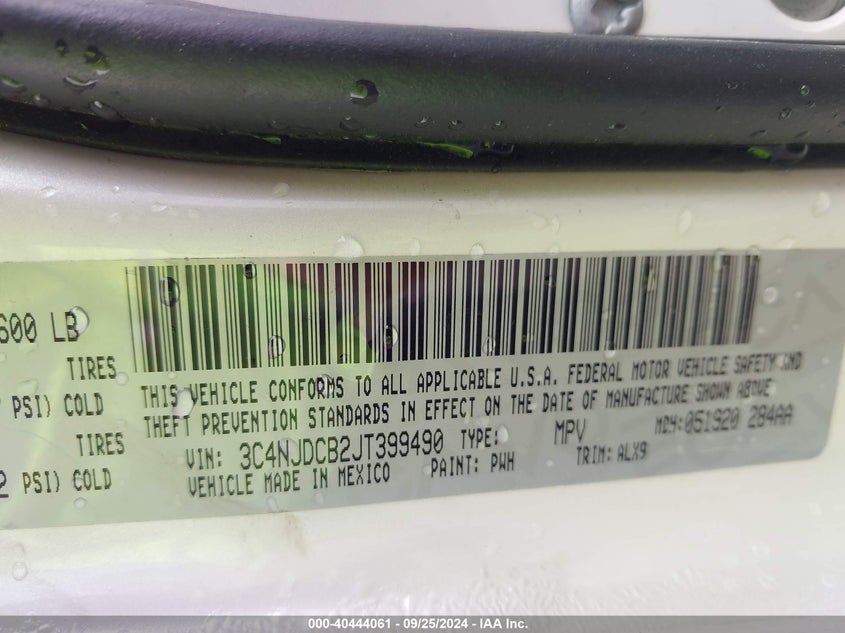 600 LB
TIRES
PSI) COLD
TIRES
2 PSI) COLD
THIS VEHICLE CONFORMS TO ALL APPLICABLE U.S.A. FEDERAL MOTOR VEHICLE SAFETY AND
THEFT PREVENTION STANDARDS IN EFFECT ON THE DATE OF MANUFACTURE SHOWN ABOVE
VIN: 3C4NJDCB2JT399490 TYPE: MPV MDH: 051920 284AA
VEHICLE MADE IN MEXICO PAINT: PWH TRIM: ALX9
000-40444061 - 09/25/2024 - IAA Inc.